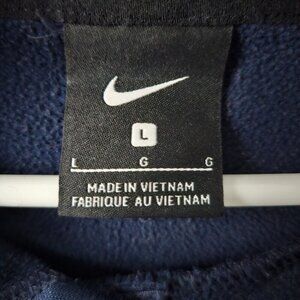 L
L G G
MADE IN VIETNAM
FABRIQUE AU VIETNAM